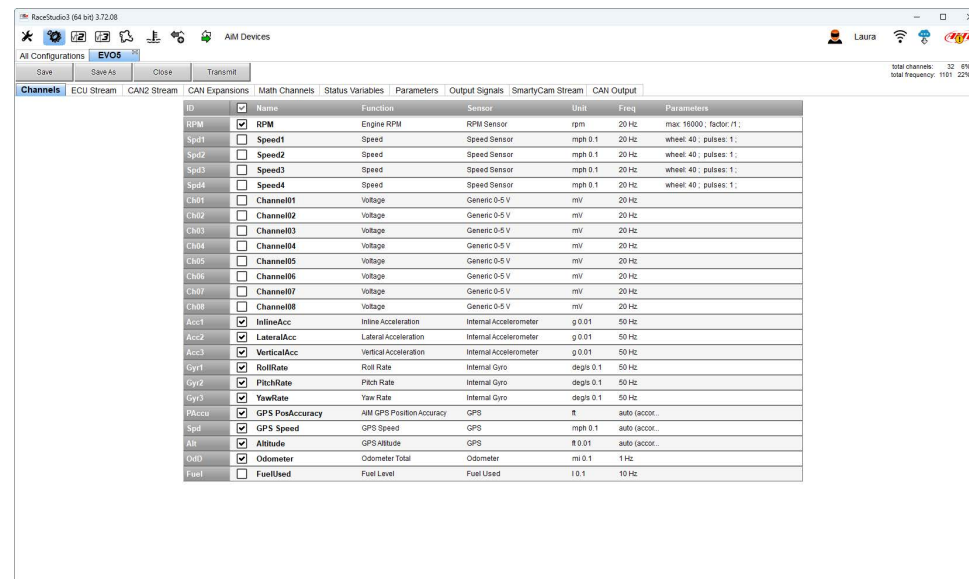 RaceStudio3 (64 bit) 3.72.08
AiM Devices
Laura
All Configurations EVO5
Save Save As Close Transmit
total channels: 32 6%
total frequency: 1101 22%
Channels ECU Stream CAN2 Stream CAN Expansions Math Channels Status Variables Parameters Output Signals SmartyCam Stream CAN Output
ID Name Function Sensor Unit Freq Parameters
RPM RPM Engine RPM RPM Sensor rpm 20 Hz max: 16000 ; factor: /1 ;
Spd1 Speed1 Speed Speed Sensor mph 0.1 20 Hz wheel: 40 ; pulses: 1 ;
Spd2 Speed2 Speed Speed Sensor mph 0.1 20 Hz wheel: 40 ; pulses: 1 ;
Spd3 Speed3 Speed Speed Sensor mph 0.1 20 Hz wheel: 40 ; pulses: 1 ;
Spd4 Speed4 Speed Speed Sensor mph 0.1 20 Hz wheel: 40 ; pulses: 1 ;
Ch01 Channel01 Voltage Generic 0-5 V mV 20 Hz
Ch02 Channel02 Voltage Generic 0-5 V mV 20 Hz
Ch03 Channel03 Voltage Generic 0-5 V mV 20 Hz
Ch04 Channel04 Voltage Generic 0-5 V mV 20 Hz
Ch05 Channel05 Voltage Generic 0-5 V mV 20 Hz
Ch06 Channel06 Voltage Generic 0-5 V mV 20 Hz
Ch07 Channel07 Voltage Generic 0-5 V mV 20 Hz
Ch08 Channel08 Voltage Generic 0-5 V mV 20 Hz
Acc1 InlineAcc Inline Acceleration Internal Accelerometer g 0.01 50 Hz
Acc2 LateralAcc Lateral Acceleration Internal Accelerometer g 0.01 50 Hz
Acc3 VerticalAcc Vertical Acceleration Internal Accelerometer g 0.01 50 Hz
Gyr1 RollRate Roll Rate Internal Gyro deg/s 0.1 50 Hz
Gyr2 PitchRate Pitch Rate Internal Gyro deg/s 0.1 50 Hz
Gyr3 YawRate Yaw Rate Internal Gyro deg/s 0.1 50 Hz
PAccu GPS PosAccuracy AiM GPS Position Accuracy GPS ft auto (accor...
Spd GPS Speed GPS Speed GPS mph 0.1 auto (accor...
Alt Altitude GPS Altitude GPS ft 0.01 auto (accor...
OdD Odometer Odometer Total Odometer mi 0.1 1 Hz
Fuel FuelUsed Fuel Level Fuel Used l 0.1 10 Hz